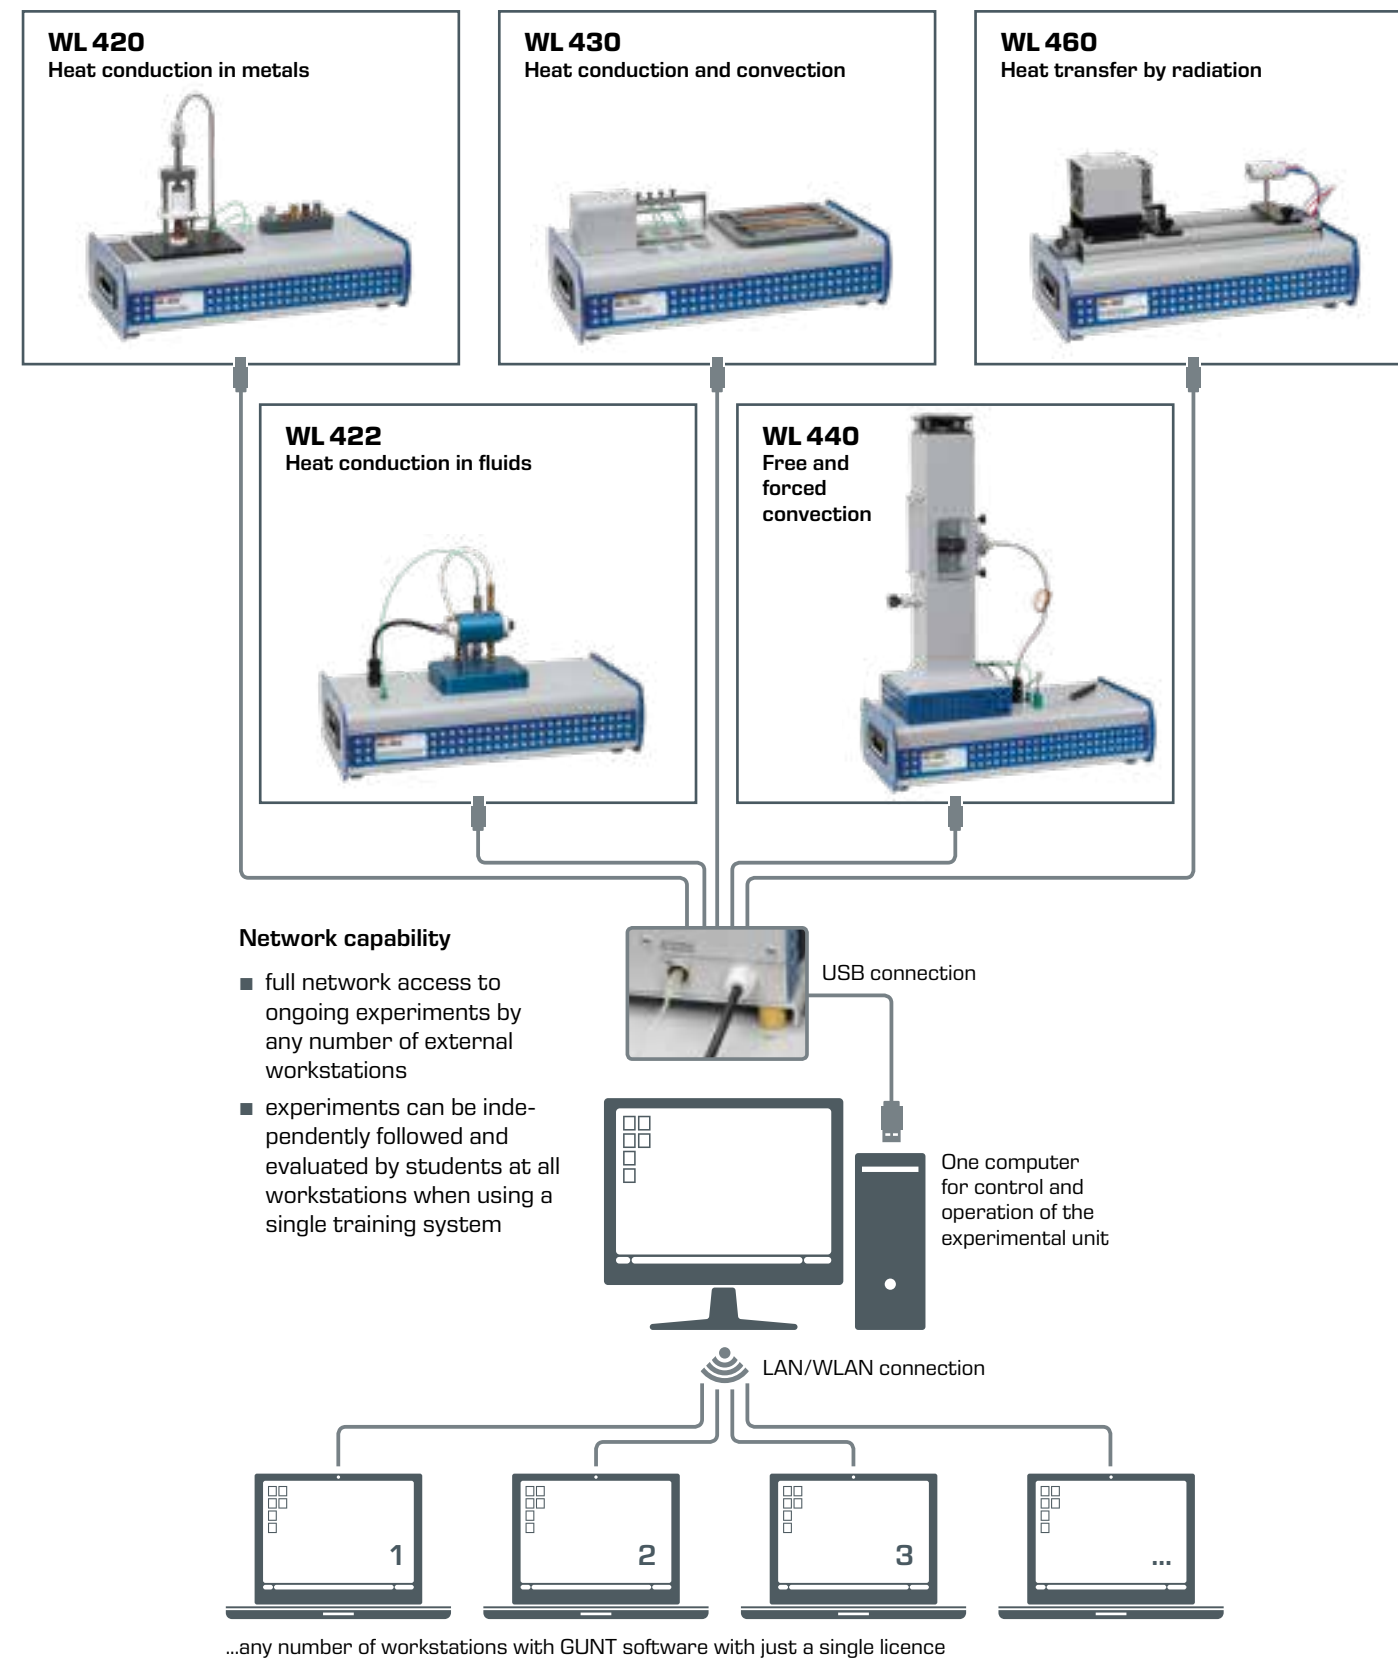 WL 420
Heat conduction in metals
WL 430
Heat conduction and convection
WL 460
Heat transfer by radiation
WL 422
Heat conduction in fluids
WL 440
Free and
forced
convection
Network capability
■ full network access to
ongoing experiments by
any number of external
workstations
■ experiments can be inde-
pendently followed and
evaluated by students at all
workstations when using a
single training system
USB connection
One computer
for control and
operation of the
experimental unit
LAN/WLAN connection
1
2
3
...
...any number of workstations with GUNT software with just a single licence